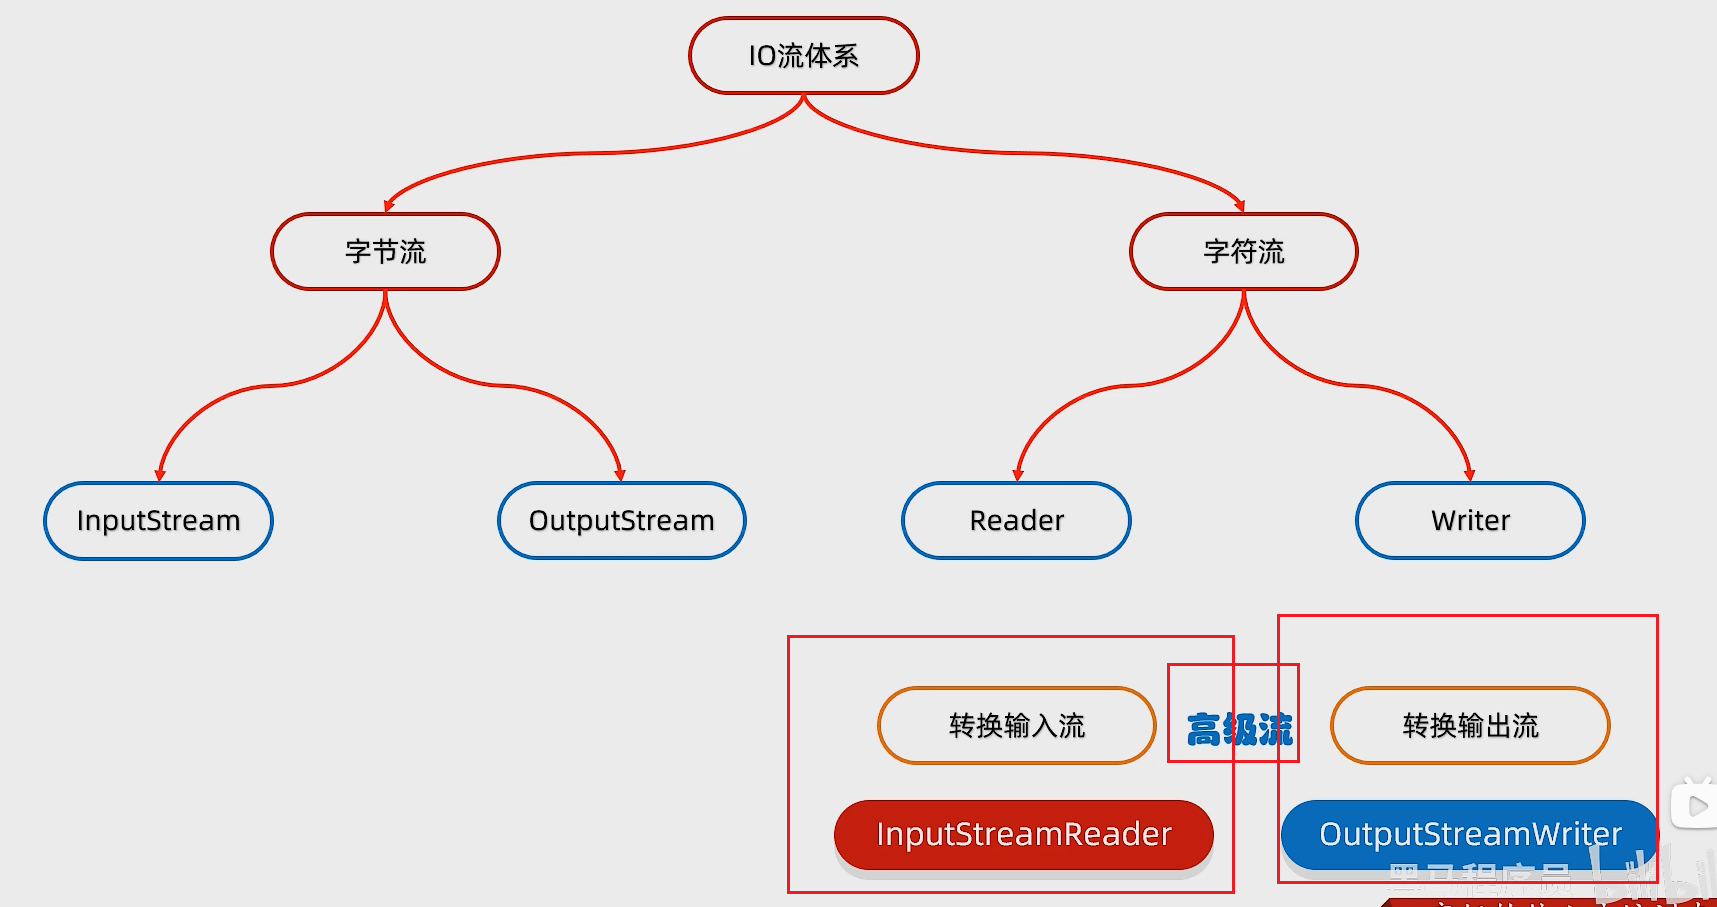 IO流体系
字节流
字符流
InputStream
OutputStream
Reader
Writer
转换输入流
高级流
转换输出流
InputStreamReader
OutputStreamWriter
黑马程序员
bilibili